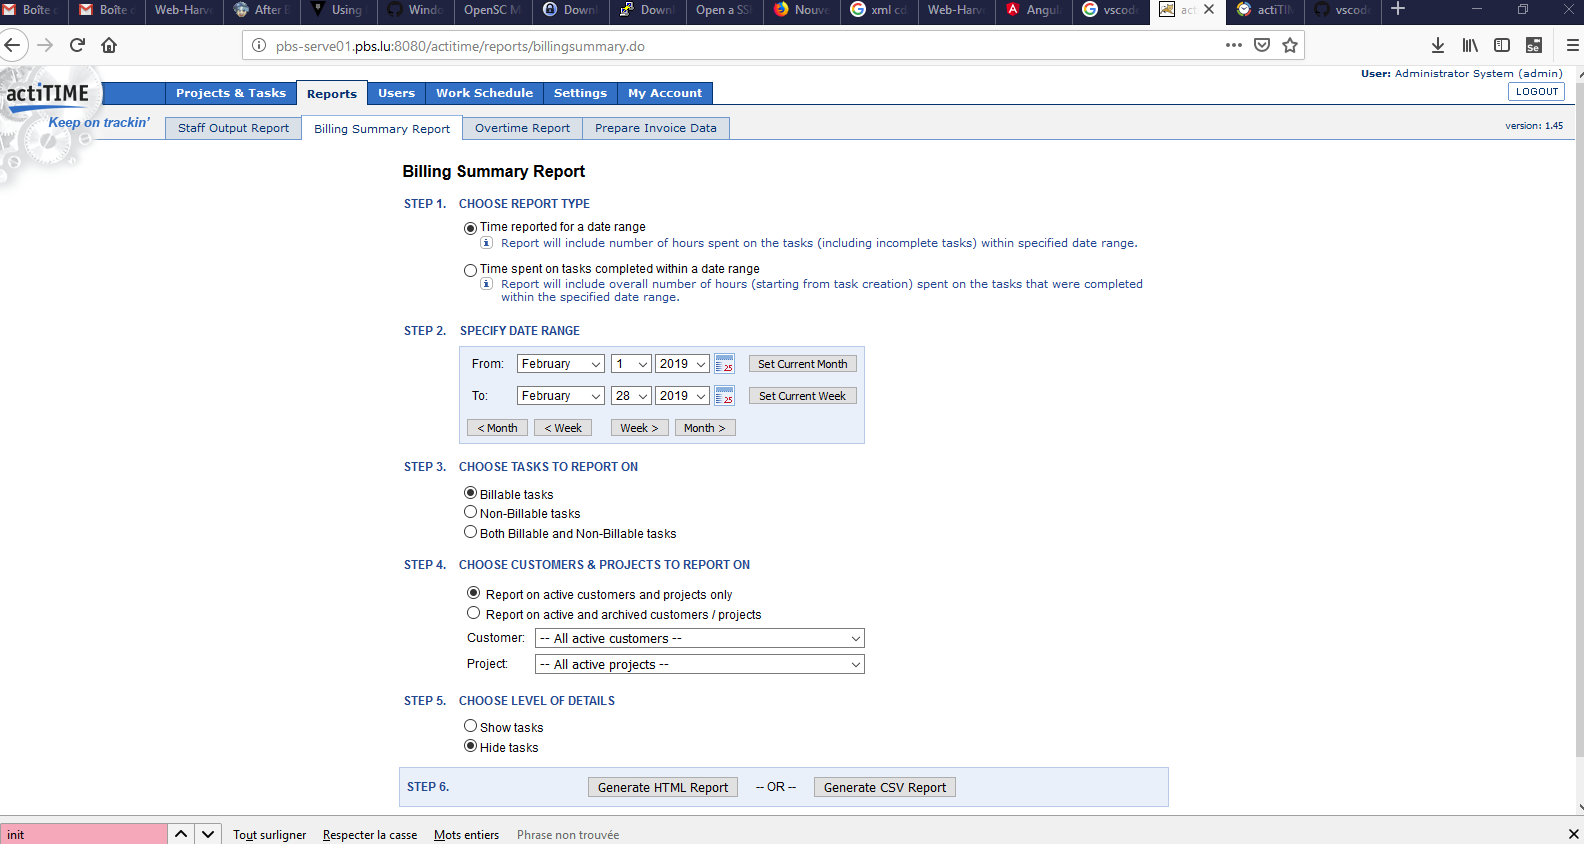 Boîte
Boîte
Web-Harv
After
Using
Windo
OpenSC M
Down
Down
Open a SS
Nouve
xml cd
Web-Harv
Angul
vscod
act
actiTIM
vscod
pbs-serve01.pbs.lu:8080/actitime/reports/billingsummary.do
Se
User: Administrator System (admin)
LOGOUT
actiTIME
Projects & Tasks
Reports
Users
Work Schedule
Settings
My Account
Keep on trackin'
Staff Output Report
Billing Summary Report
Overtime Report
Prepare Invoice Data
version: 1.45
Billing Summary Report
STEP 1. CHOOSE REPORT TYPE
Time reported for a date range
Report will include number of hours spent on the tasks (including incomplete tasks) within specified date range.
Time spent on tasks completed within a date range
Report will include overall number of hours (starting from task creation) spent on the tasks that were completed
within the specified date range.
STEP 2. SPECIFY DATE RANGE
From: February 1 2019 25 Set Current Month
To: February 28 2019 25 Set Current Week
< Month < Week Week > Month >
STEP 3. CHOOSE TASKS TO REPORT ON
Billable tasks
Non-Billable tasks
Both Billable and Non-Billable tasks
STEP 4. CHOOSE CUSTOMERS & PROJECTS TO REPORT ON
Report on active customers and projects only
Report on active and archived customers / projects
Customer: -- All active customers --
Project: -- All active projects --
STEP 5. CHOOSE LEVEL OF DETAILS
Show tasks
Hide tasks
STEP 6. Generate HTML Report -- OR -- Generate CSV Report
init Tout surligner Respecter la casse Mots entiers Phrase non trouvée